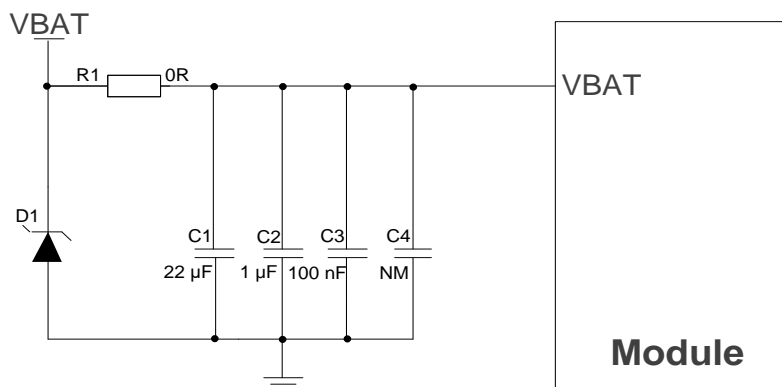 VBAT
R1 0R
VBAT
D1
C1 C2 C3 C4
22 µF 1 µF 100 nF NM
Module